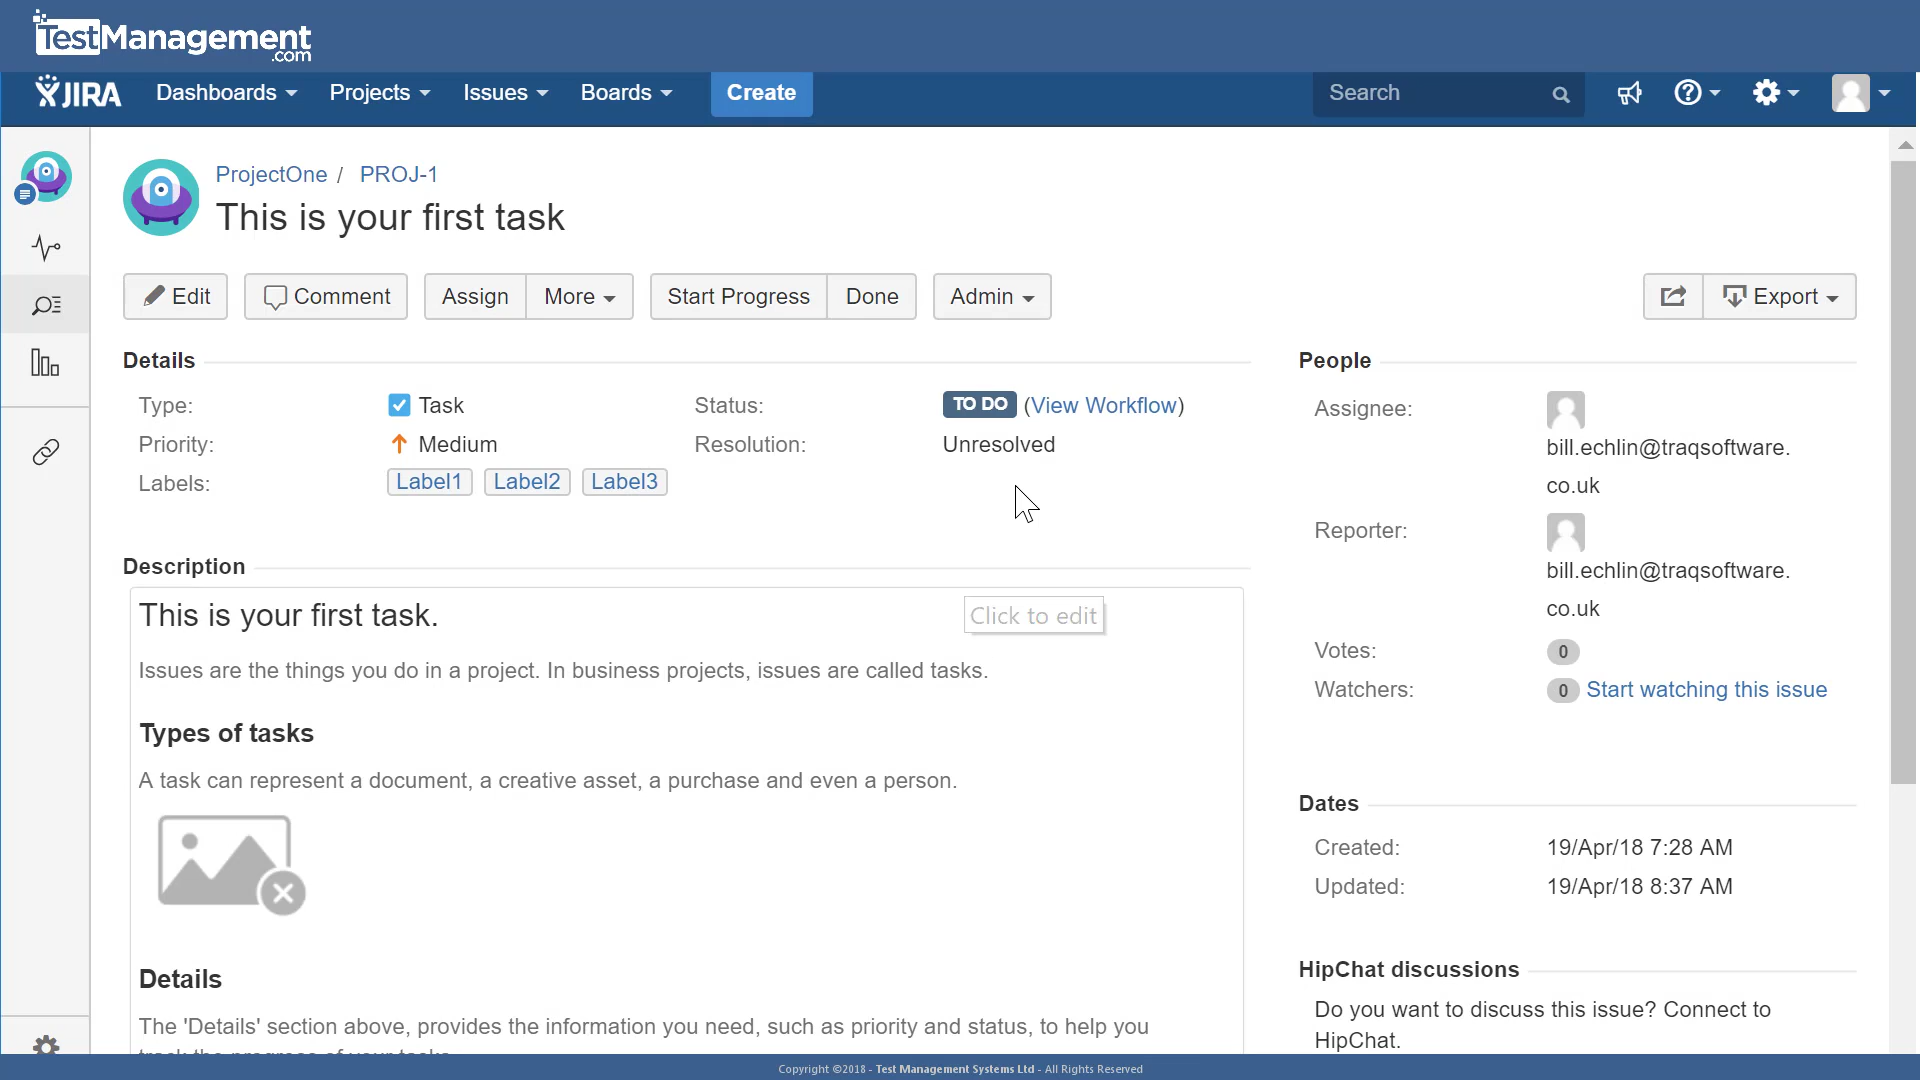 TestManagement
.com
JIRA Dashboards Projects Issues Boards Create Search
ProjectOne / PROJ-1
This is your first task
Edit Comment Assign More Start Progress Done Admin Export
Details
Type: Task Status: TO DO (View Workflow)
Priority: Medium Resolution: Unresolved
Labels: Label1 Label2 Label3
People
Assignee:
bill.echlin@traqsoftware.
co.uk
Reporter:
bill.echlin@traqsoftware.
co.uk
Votes: 0
Watchers: 0 Start watching this issue
Description
This is your first task.
Click to edit
Issues are the things you do in a project. In business projects, issues are called tasks.
Types of tasks
A task can represent a document, a creative asset, a purchase and even a person.
Details
The 'Details' section above, provides the information you need, such as priority and status, to help you
track the progress of your tasks.
Dates
Created: 19/Apr/18 7:28 AM
Updated: 19/Apr/18 8:37 AM
HipChat discussions
Do you want to discuss this issue? Connect to
HipChat.
Copyright ©2018 - Test Management Systems Ltd - All Rights Reserved